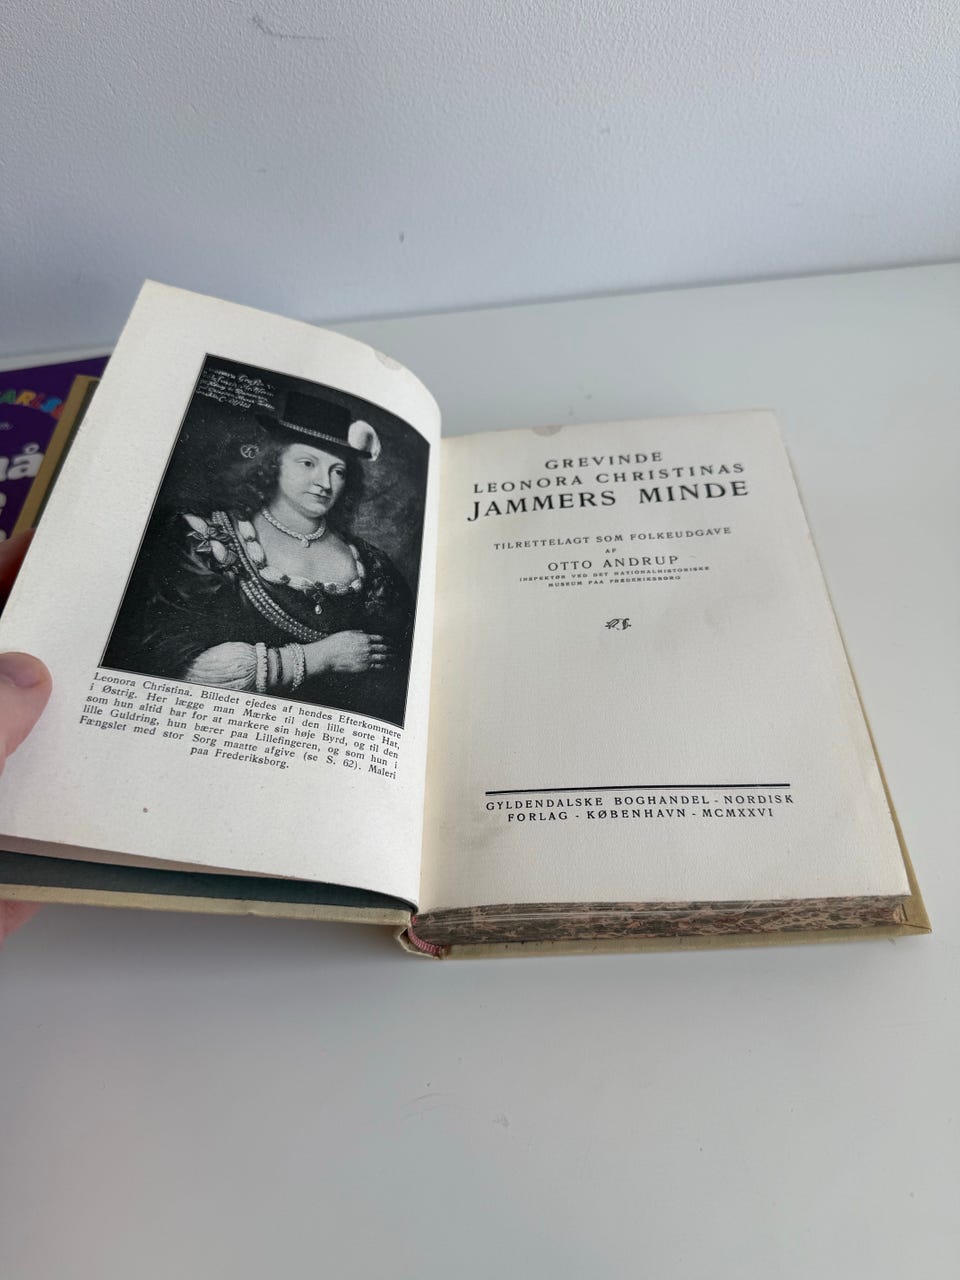 Leonora Christina. Billedet ejedes af hendes Efterkommere
i Østrig. Her lægge man Mærke til den lille sorte Hat,
som hun altid bar for at markere sin høje Byrd, og til den
lille Guldring, hun bærer paa Lillefingeren, og som hun i
Fængslet med stor Sorg maatte afgive (se S. 62). Maleri
paa Frederiksborg.
GREVINDE
LEONORA CHRISTINAS
JAMMERS MINDE
TILRETTELAGT SOM FOLKEUDGAVE
AF
OTTO ANDRUP
INSPEKTØR VED DET NATIONALHISTORISKE
MUSEUM PAA FREDERIKSBORG
GYLDENDALSKE BOGHANDEL - NORDISK
FORLAG - KØBENHAVN - MCMXXVI